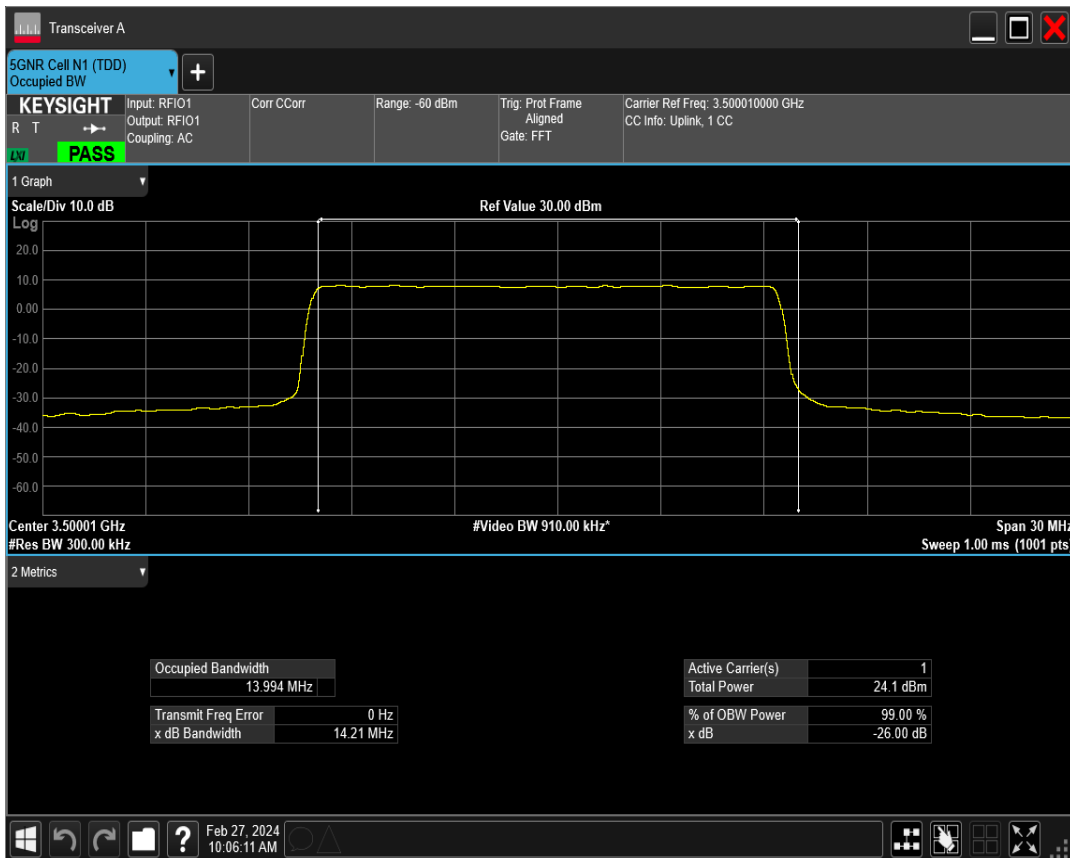 Transceiver A
5GNR Cell N1 (TDD)
Occupied BW
+
KEYSIGHT
R T
LXI
PASS
Input: RFIO1
Output: RFIO1
Coupling: AC
Corr CCorr
Range: -60 dBm
Trig: Prot Frame
Aligned
Gate: FFT
Carrier Ref Freq: 3.500010000 GHz
CC Info: Uplink, 1 CC
1 Graph
Scale/Div 10.0 dB
Ref Value 30.00 dBm
Log
20.0
10.0
0.00
-10.0
-20.0
-30.0
-40.0
-50.0
-60.0
Center 3.50001 GHz
#Video BW 910.00 kHz*
Span 30 MHz
#Res BW 300.00 kHz
Sweep 1.00 ms (1001 pts)
2 Metrics
Occupied Bandwidth
13.994 MHz
Transmit Freq Error 0 Hz
x dB Bandwidth 14.21 MHz
Active Carrier(s) 1
Total Power 24.1 dBm
% of OBW Power 99.00 %
x dB -26.00 dB
?
Feb 27, 2024
10:06:11 AM